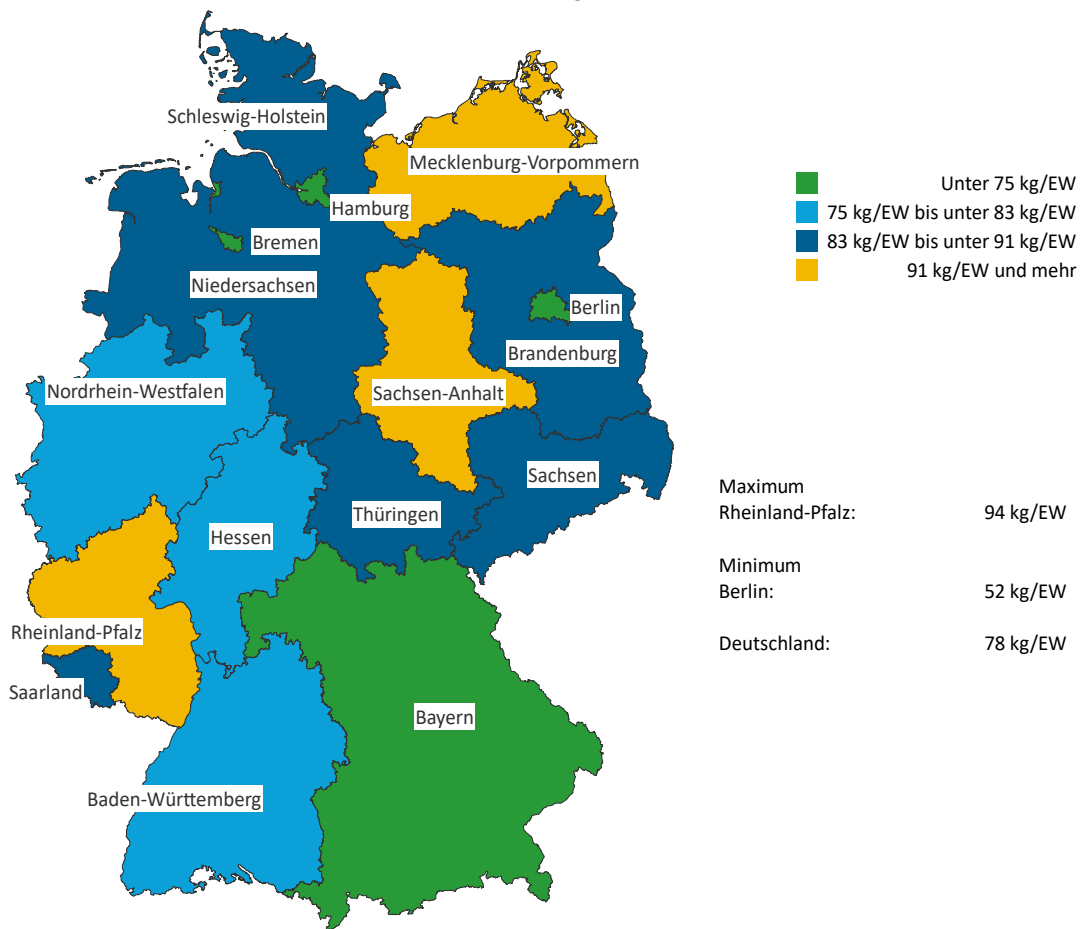 Schleswig-Holstein
Mecklenburg-Vorpommern
Hamburg
Bremen
Niedersachsen
Berlin
Brandenburg
Nordrhein-Westfalen
Sachsen-Anhalt
Sachsen
Thüringen
Hessen
Rheinland-Pfalz
Saarland
Bayern
Baden-Württemberg
Unter 75 kg/EW
75 kg/EW bis unter 83 kg/EW
83 kg/EW bis unter 91 kg/EW
91 kg/EW und mehr
Maximum
Rheinland-Pfalz: 94 kg/EW
Minimum
Berlin: 52 kg/EW
Deutschland: 78 kg/EW